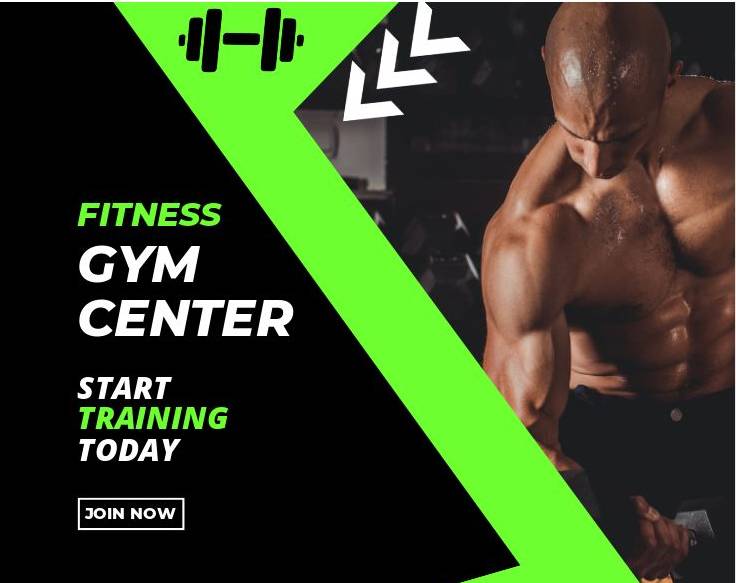 FITNESS
GYM
CENTER
START
TRAINING
TODAY
JOIN NOW